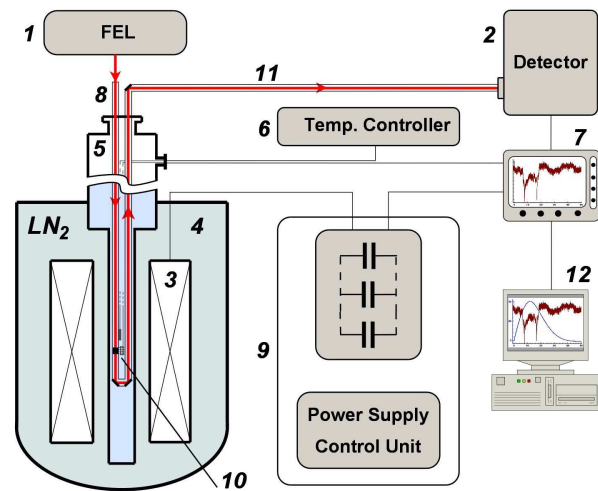 1
FEL
2
Detector
11
8
5
6
Temp. Controller
7
LN2
4
3
9
12
Power Supply
Control Unit
10